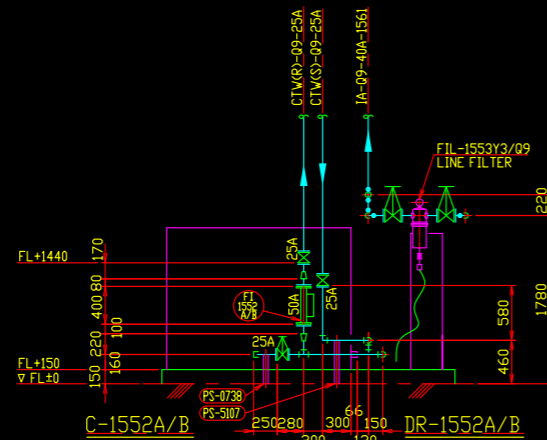 CTW(R)-Q9-25A
CTW(S)-Q9-25A
IA-Q9-40A-1561
FIL-1553Y3/Q9
LINE FILTER
220
1780
FL+1440
170
80
400
100
220
160
150
25A
50A
25A
25A
FI
1552
A/B
580
460
FL+150
∇ FL±0
PS-0738
PS-5107
66
250
280
300
150
C-1552A/B
DR-1552A/B